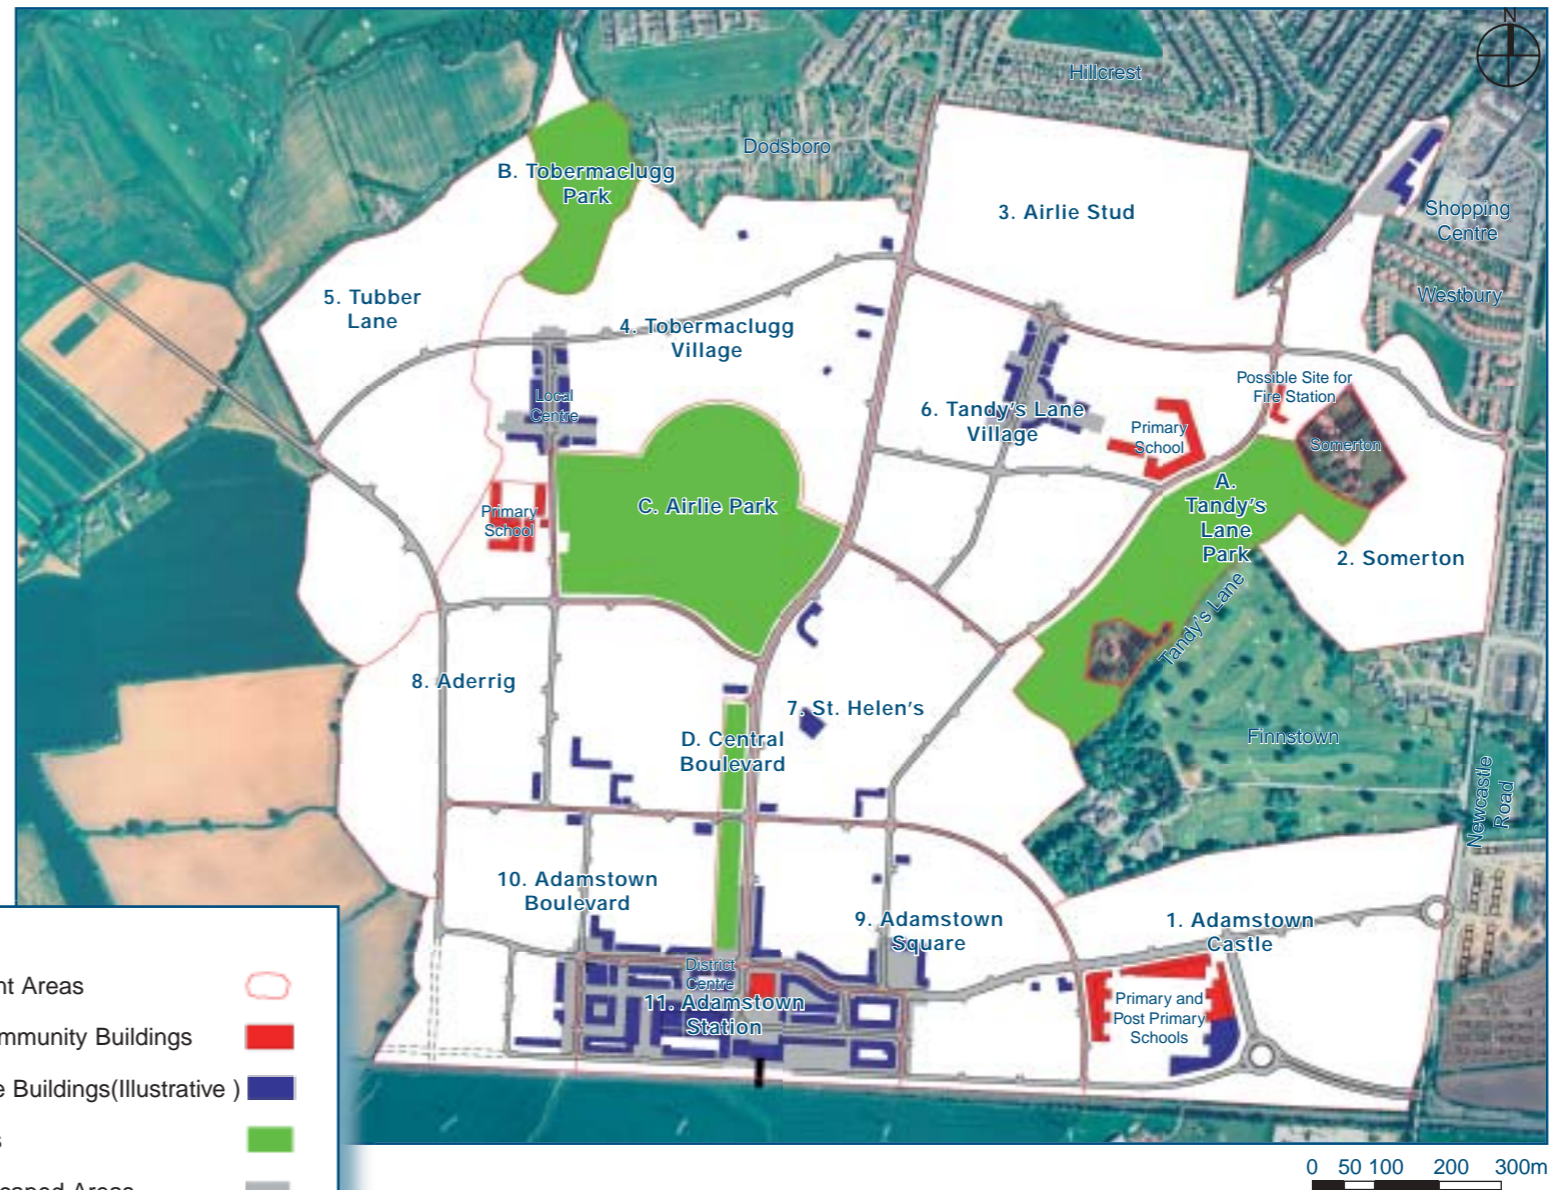 N
Hillcrest
Dodsboro
B. Tobermaclugg
Park
3. Airlie Stud
Shopping
Centre
5. Tubber
Lane
4. Tobermaclugg
Village
Westbury
Local
Centre
6. Tandy's Lane
Village
Possible Site for
Fire Station
Primary
School
Somerton
C. Airlie Park
A.
Tandy's
Lane
Park
Primary
School
2. Somerton
Tandy's Lane
8. Aderrig
7. St. Helen's
D. Central
Boulevard
Finnstown
Newcastle
Road
10. Adamstown
Boulevard
9. Adamstown
Square
1. Adamstown
Castle
District
Centre
11. Adamstown
Station
Primary and
Post Primary
Schools
Areas
Buildings
Buildings(Illustrative )
Areas
0 50 100 200 300m